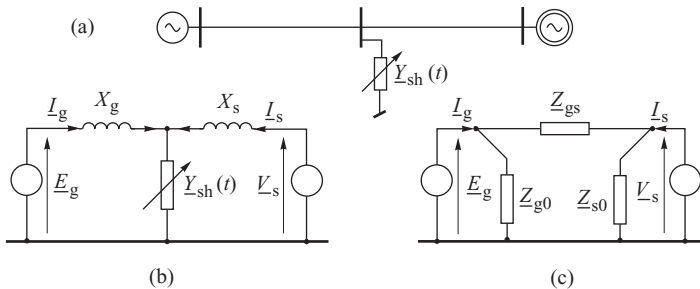 (a)
Y_sh (t)
I_g X_g X_s I_s
E_g Y_sh (t) V_s
(b)
I_g Z_gs I_s
E_g Z_g0 Z_s0 V_s
(c)